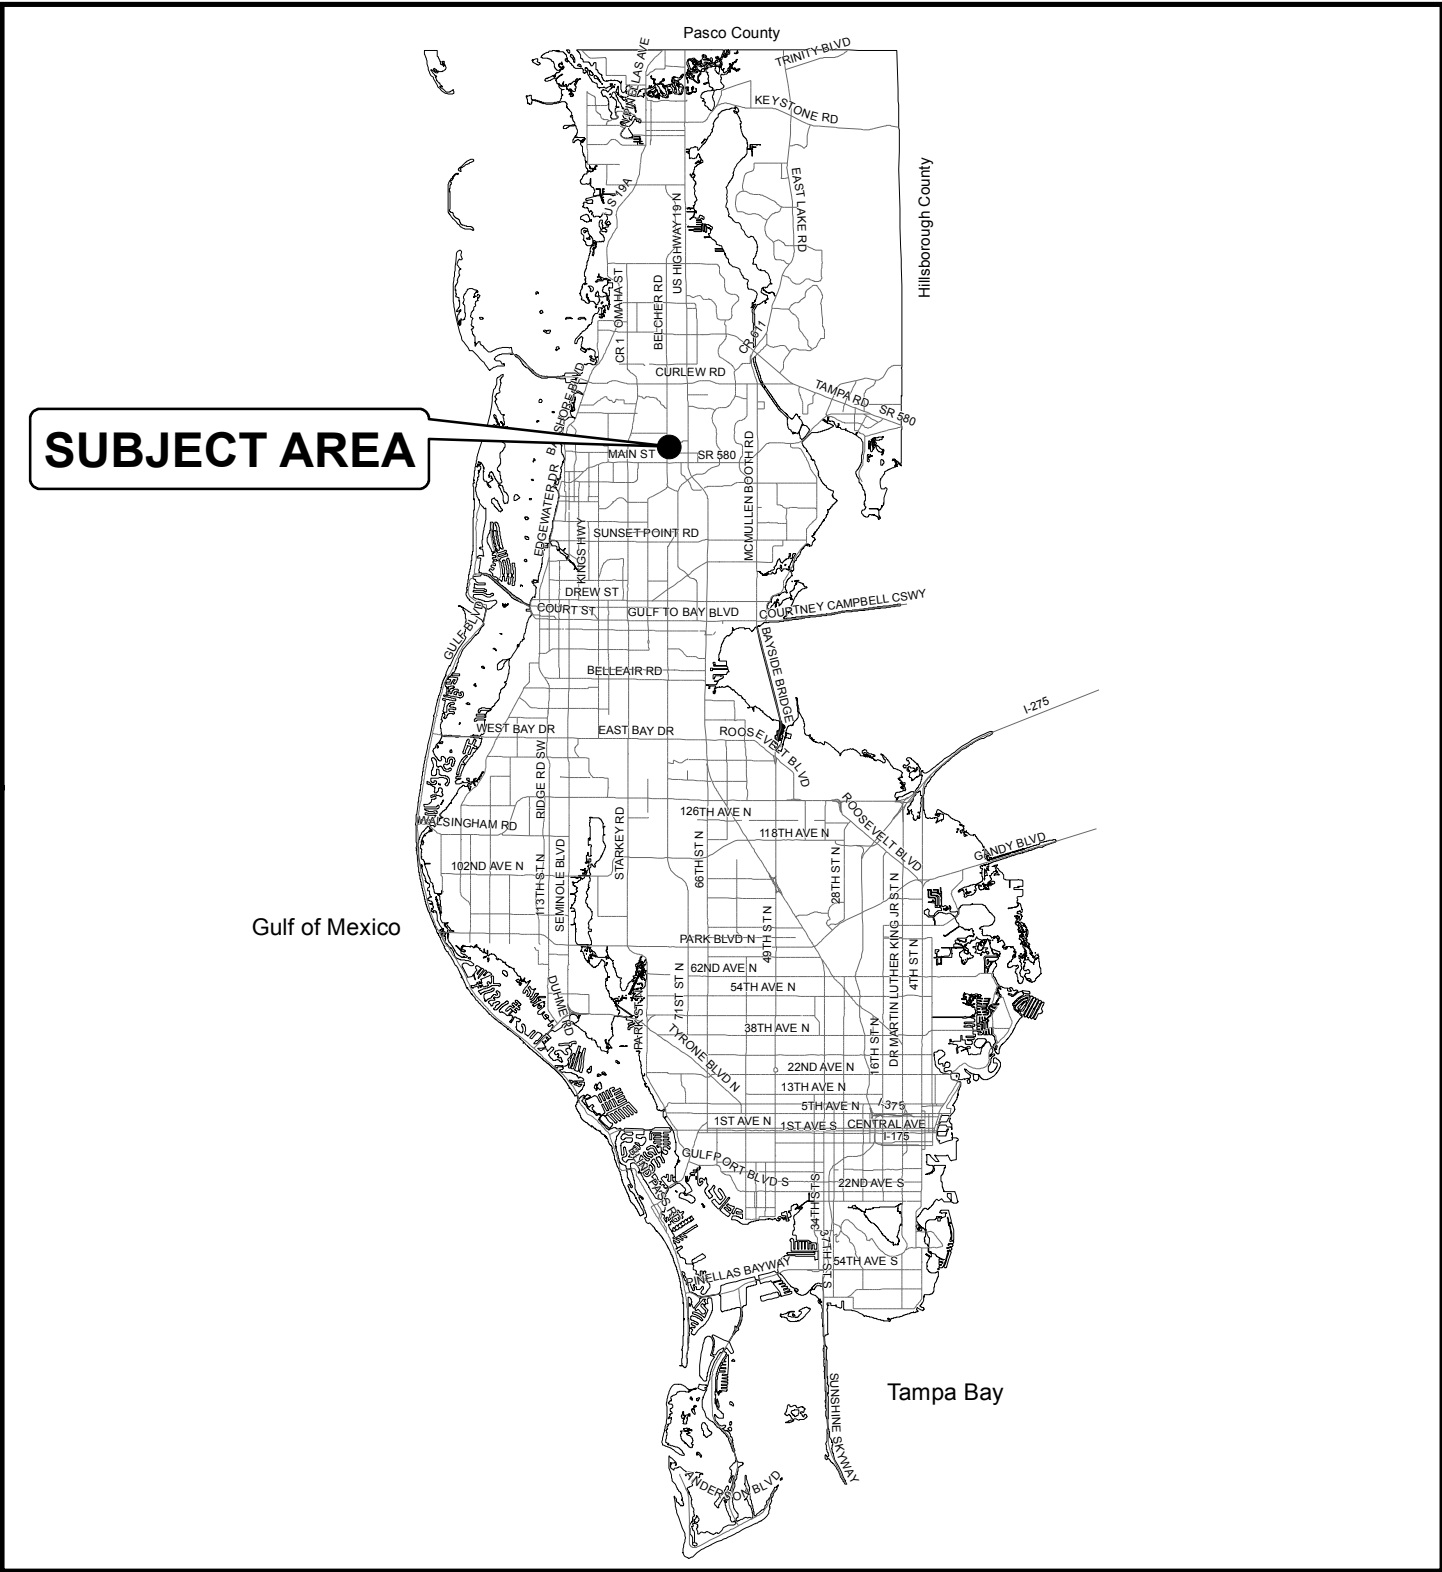 Pasco County
TRINITY BLVD
N PINELLAS AVE
KEYSTONE RD
Hillsborough County
EAST LAKE RD
US 19A
US HIGHWAY 19 N
OMAHA ST
BELCHER RD
CR 1
CR 611
CURLEW RD
TAMPA RD
SR 580
BAYSHORE BLVD
SUBJECT AREA
MAIN ST
SR 580
MCMULLEN BOOTH RD
EDGEWATER DR
SUNSET POINT RD
KINGS HWY
DREW ST
COURT ST
GULF TO BAY BLVD
COURTNEY CAMPBELL CSWY
GULF BLVD
BAYSIDE BRIDGE
BELLEAIR RD
I-275
WEST BAY DR
EAST BAY DR
ROOSEVELT BLVD
RIDGE RD SW
ROOSEVELT BLVD
126TH AVE N
WALSINGHAM RD
STARKEY RD
118TH AVE N
GANDY BLVD
66TH ST N
102ND AVE N
113TH ST N
SEMINOLE BLVD
28TH ST N
DR MARTIN LUTHER KING JR ST N
Gulf of Mexico
PARK BLVD N
49TH ST N
4TH ST N
62ND AVE N
71ST ST N
54TH AVE N
DUHME RD
PARK ST N
38TH AVE N
TYRONE BLVD N
16TH ST N
22ND AVE N
13TH AVE N
5TH AVE N
I-375
1ST AVE N
1ST AVE S
CENTRAL AVE
I-175
GULFPORT BLVD S
22ND AVE S
34TH ST S
37TH ST S
54TH AVE S
PINELLAS BAYWAY
Tampa Bay
SUNSHINE SKYWAY
ANDERSON BLVD